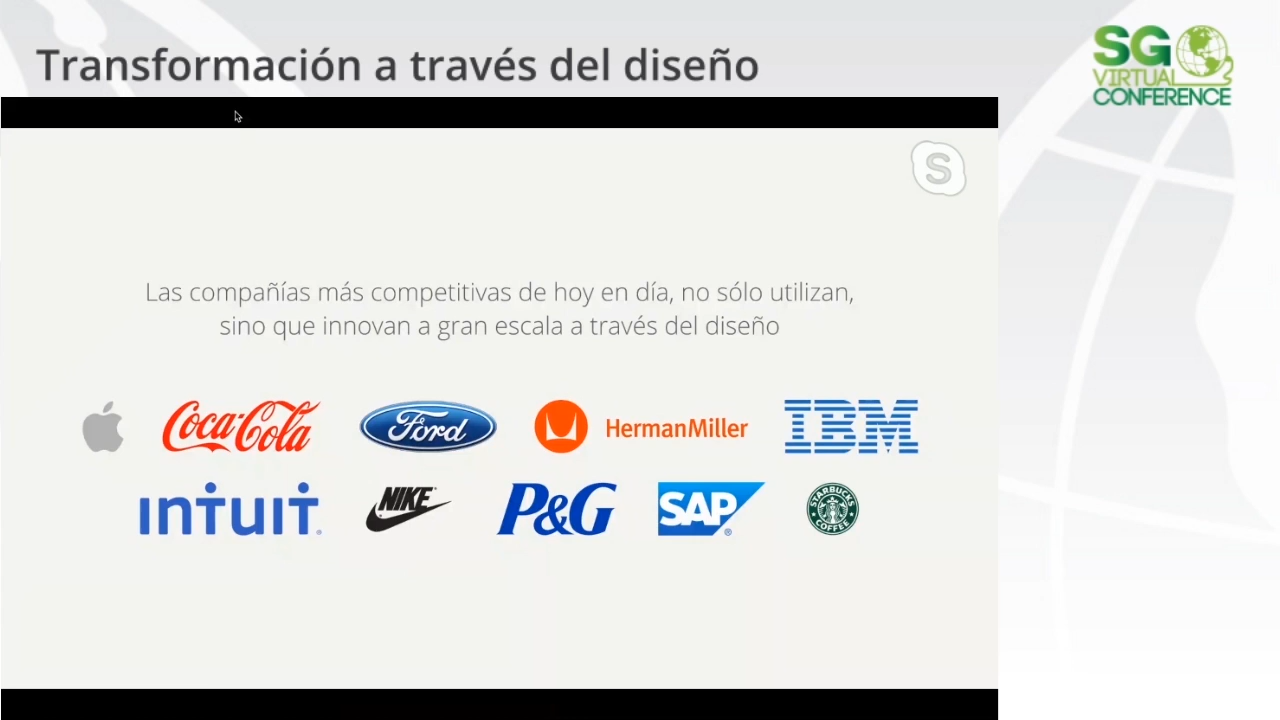 Transformación a través del diseño
SG
VIRTUAL
CONFERENCE
S
Las compañías más competitivas de hoy en día, no sólo utilizan,
sino que innovan a gran escala a través del diseño
Coca-Cola Ford HermanMiller IBM
INTUIT NIKE P&G SAP® STARBUCKS COFFEE